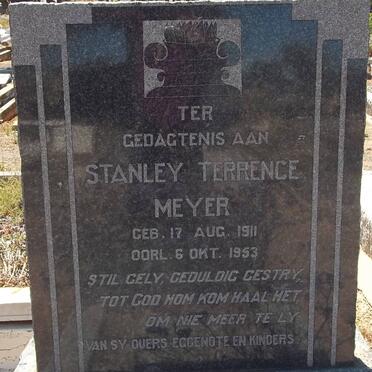 TER
GEDAGTENIS AAN
STANLEY TERRENCE
MEYER
GEB. 17 AUG. 1911
OORL. 6 OKT. 1953
STIL GELY, GEDULDIG GESTRY,
TOT GOD HOM KOM HAAL HET
OM NIE MEER TE LY
VAN SY OUERS EGGENOTE EN KINDERS